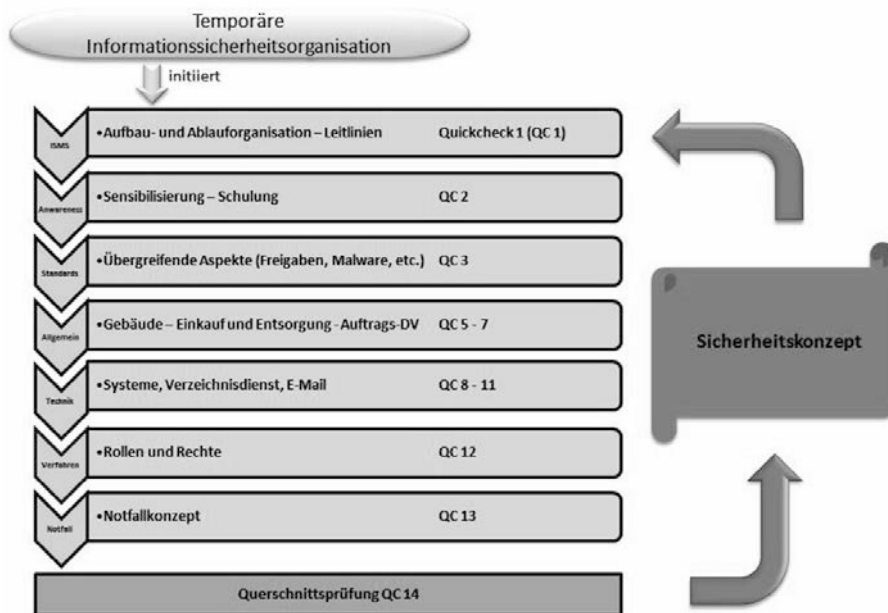 Temporäre
Informationssicherheitsorganisation
initiiert
ISMS
•Aufbau- und Ablauforganisation – Leitlinien Quickcheck 1 (QC 1)
Anwareness
•Sensibilisierung – Schulung QC 2
Standards
•Übergreifende Aspekte (Freigaben, Malware, etc.) QC 3
Allgemein
•Gebäude – Einkauf und Entsorgung - Auftrags-DV QC 5 - 7
Technik
•Systeme, Verzeichnisdienst, E-Mail QC 8 - 11
Verfahren
•Rollen und Rechte QC 12
Notfall
•Notfallkonzept QC 13
Querschnittsprüfung QC 14
Sicherheitskonzept